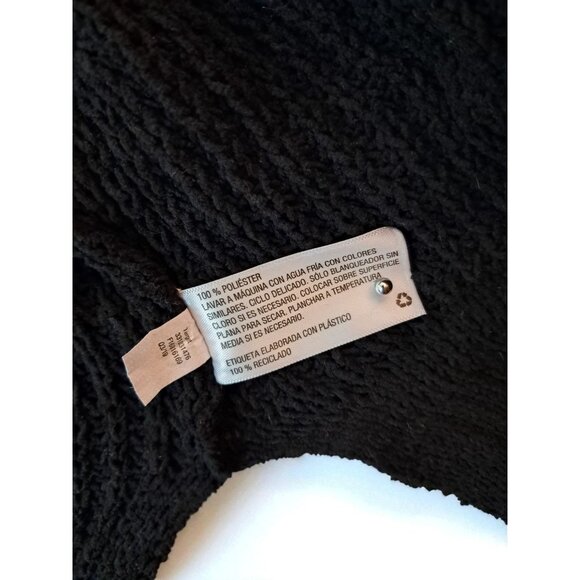 100 % POLIÉSTER
LAVAR A MÁQUINA CON AGUA FRÍA CON COLORES
SIMILARES. CICLO DELICADO. SÓLO BLANQUEADOR SIN
CLORO SI ES NECESARIO. COLOCAR SOBRE SUPERFICIE
PLANA PARA SECAR. PLANCHAR A TEMPERATURA
MEDIA SI ES NECESARIO.
ETIQUETA ELABORADA CON PLÁSTICO
100 % RECICLADO